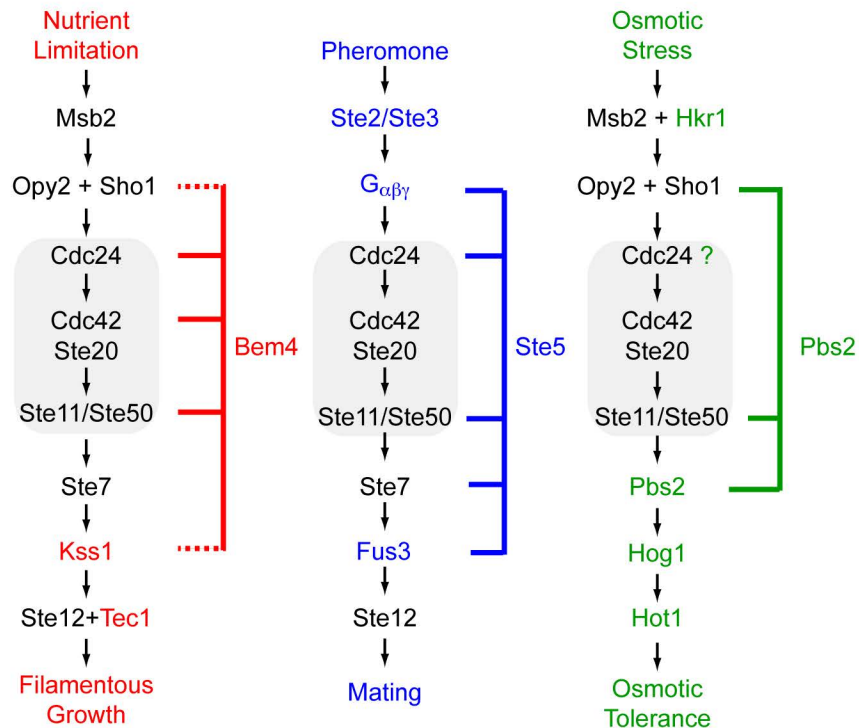 Nutrient
Limitation
Msb2
Opy2 + Sho1
Cdc24
Cdc42
Ste20
Ste11/Ste50
Ste7
Kss1
Ste12+Tec1
Filamentous
Growth
Bem4
Pheromone
Ste2/Ste3
Gαβγ
Cdc24
Cdc42
Ste20
Ste11/Ste50
Ste7
Fus3
Ste12
Mating
Ste5
Osmotic
Stress
Msb2 + Hkr1
Opy2 + Sho1
Cdc24 ?
Cdc42
Ste20
Ste11/Ste50
Pbs2
Hog1
Hot1
Osmotic
Tolerance
Pbs2